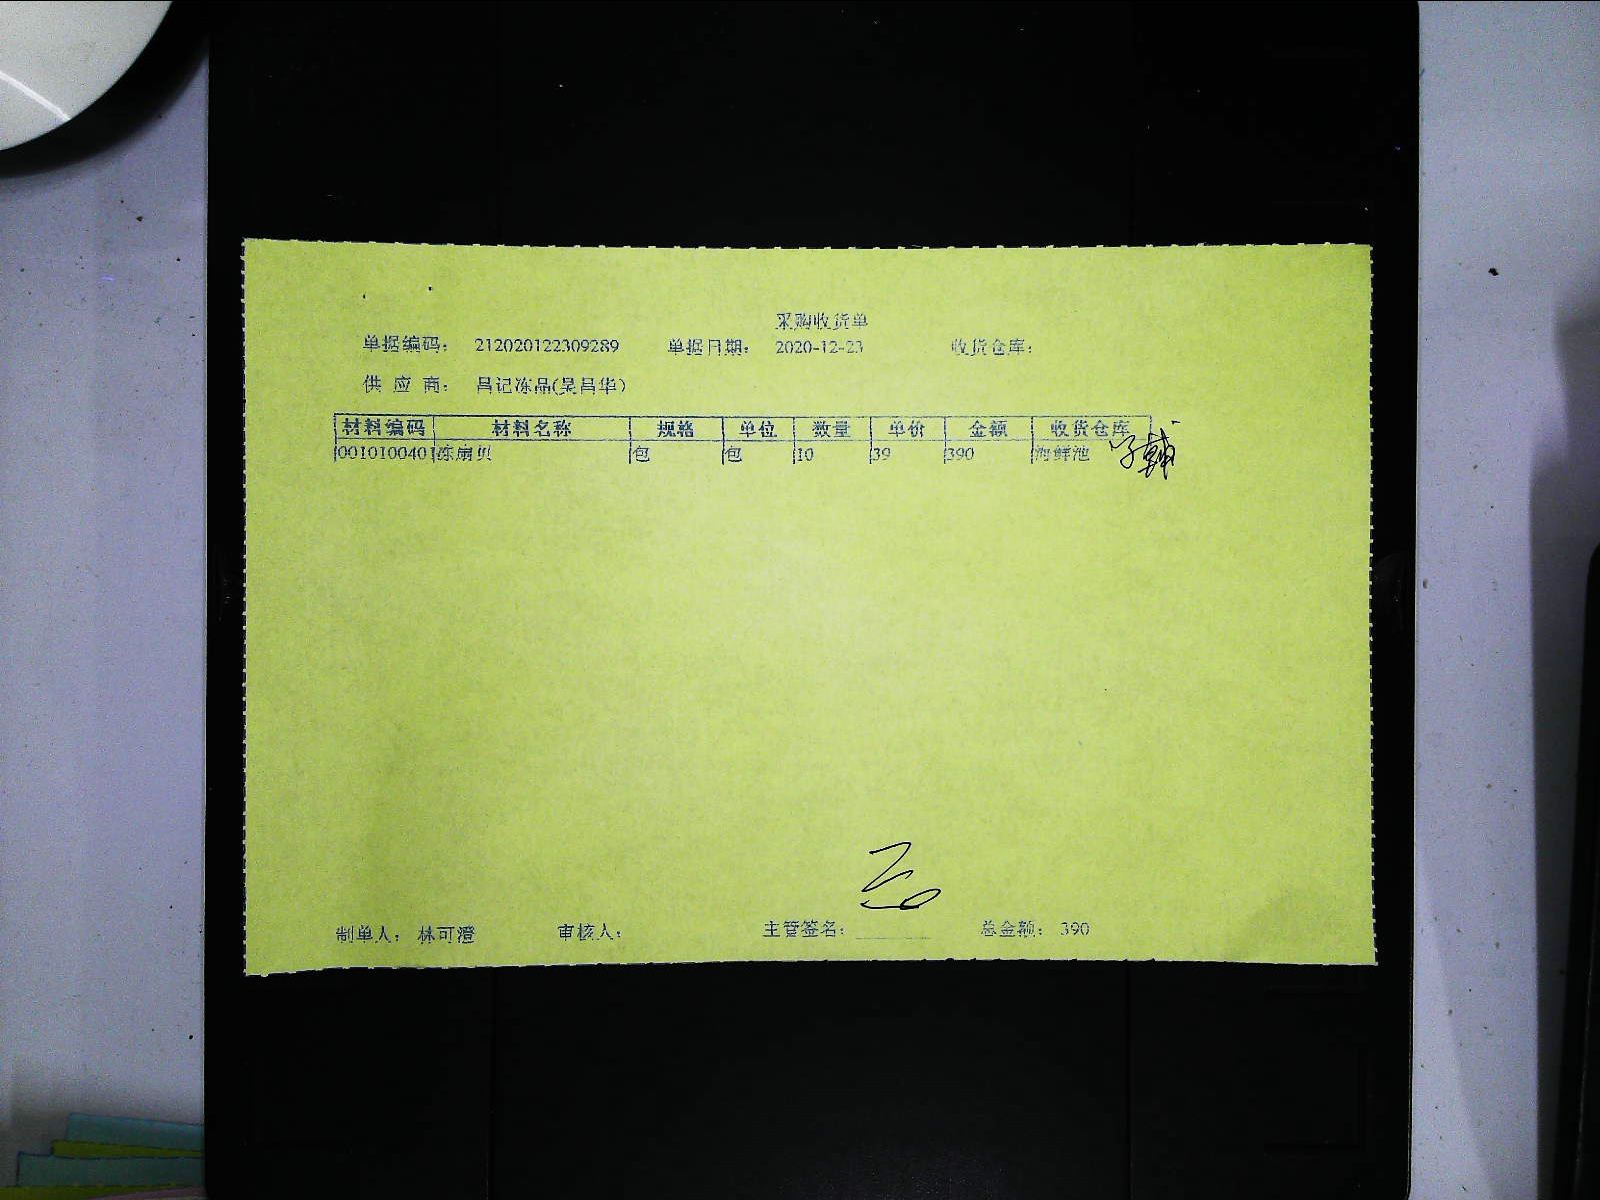 采购收货单
单据编码: 212020122309289 单据日期: 2020-12-23 收货仓库:
供 应 商: 昌记冻品(吴昌华)
材料编码 材料名称 规格 单位 数量 单价 金额 收货仓库
0010100401 冻扇贝 包 包 10 39 390 海鲜池
制单人: 林可澄 审核人: 主管签名: 总金额: 390